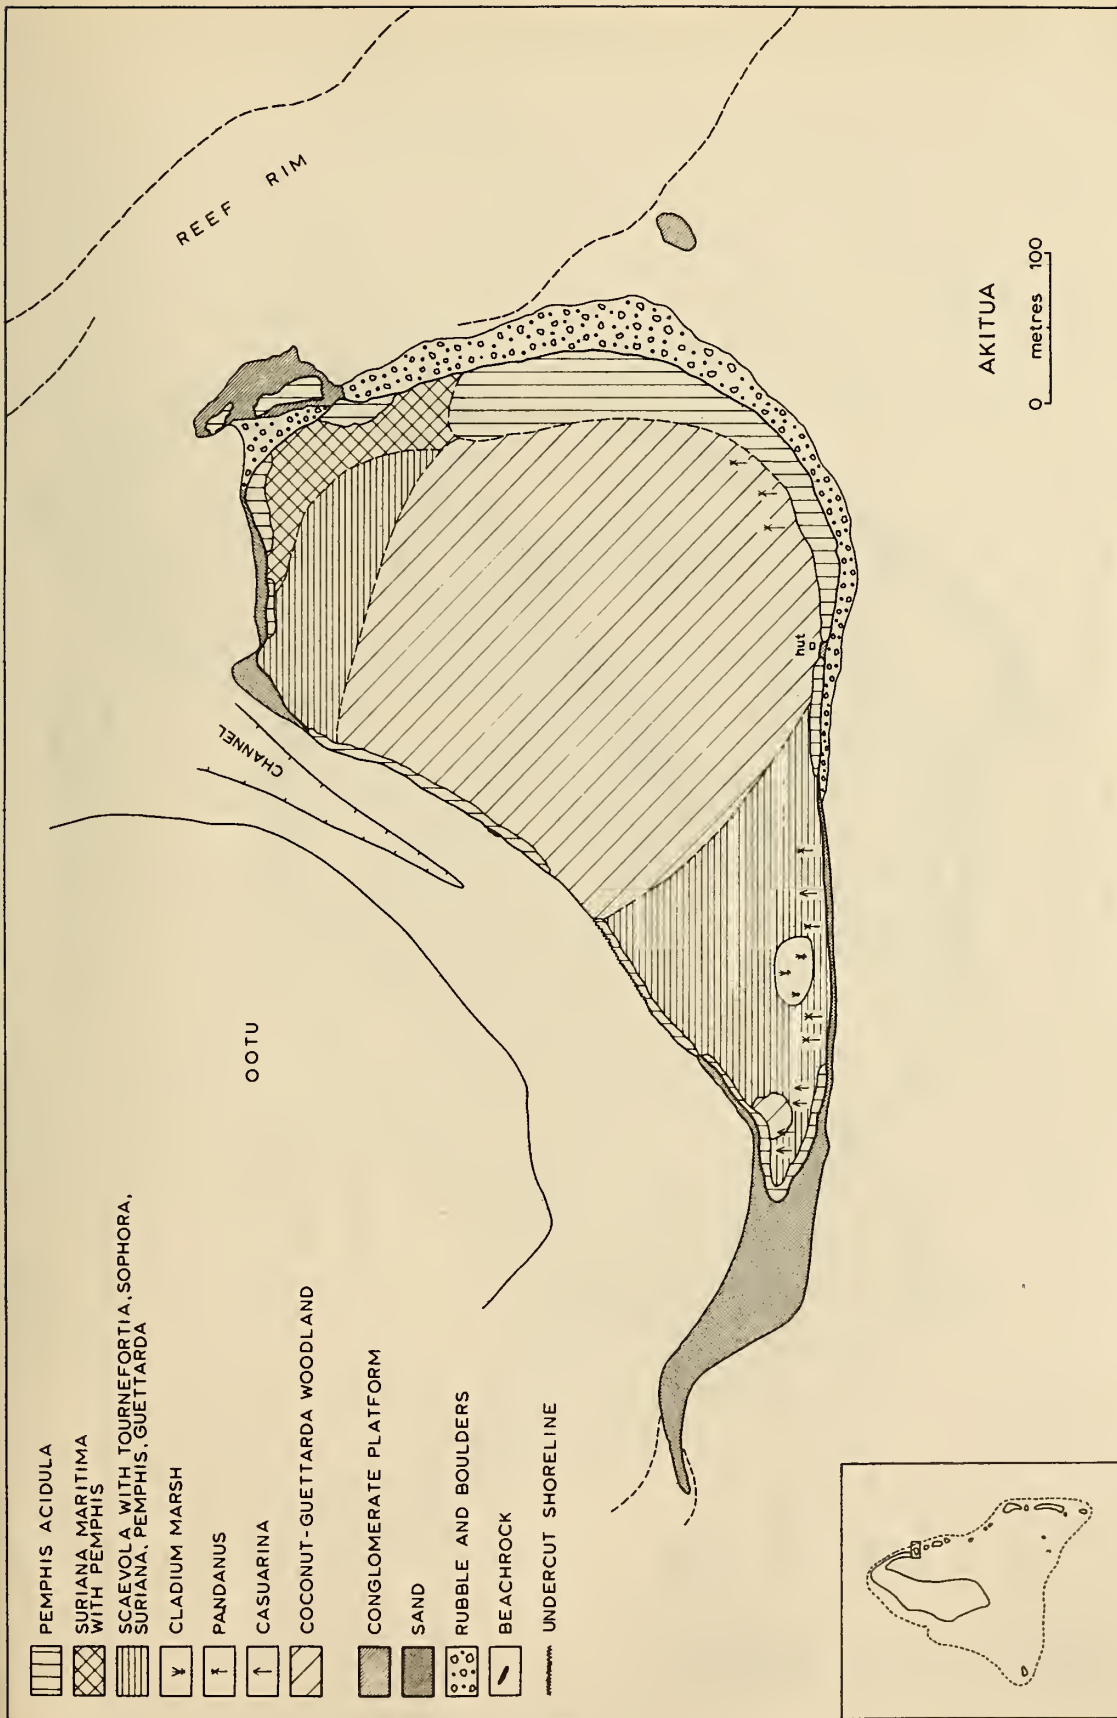 PEMPHIS ACIDULA
SURIANA MARITIMA
WITH PEMPHIS
SCAEVOLA WITH TOURNEFORTIA, SOPHORA,
SURIANA, PEMPHIS, GUETTARDA
CLADIUM MARSH
PANDANUS
CASUARINA
COCONUT-GUETTARDA WOODLAND
CONGLOMERATE PLATFORM
SAND
RUBBLE AND BOULDERS
BEACHROCK
UNDERCUT SHORELINE
OOTU
CHANNEL
REEF RIM
hut
AKITUA
0 metres 100